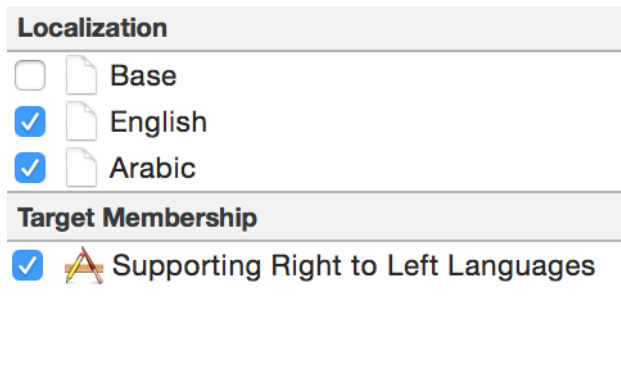 Localization
Base
English
Arabic
Target Membership
Supporting Right to Left Languages